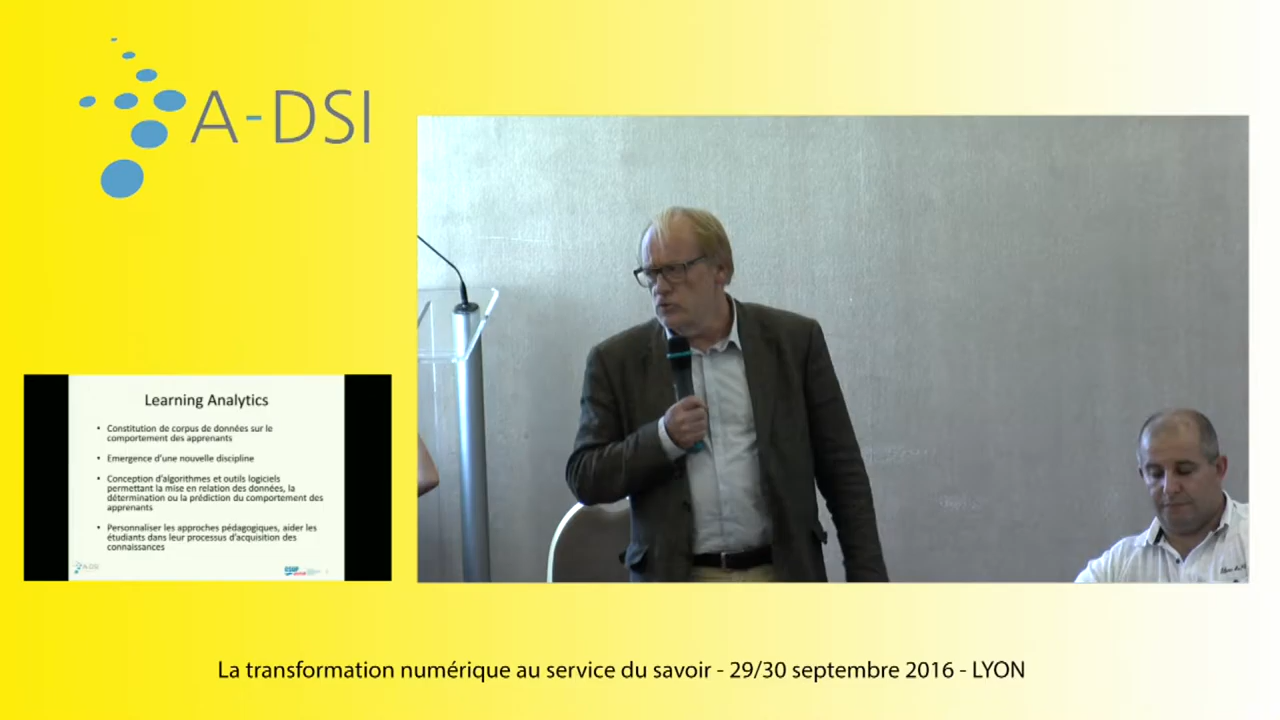 A-DSI
Learning Analytics
• Constitution de corpus de données sur le
comportement des apprenants
• Emergence d'une nouvelle discipline
• Conception d'algorithmes et outils logiciels
permettant la mise en relation des données, la
détermination ou la prédiction du comportement des
apprenants
• Personnaliser les approches pédagogiques, aider les
étudiants dans leur processus d'acquisition des
connaissances
A-DSI
La transformation numérique au service du savoir - 29/30 septembre 2016 - LYON